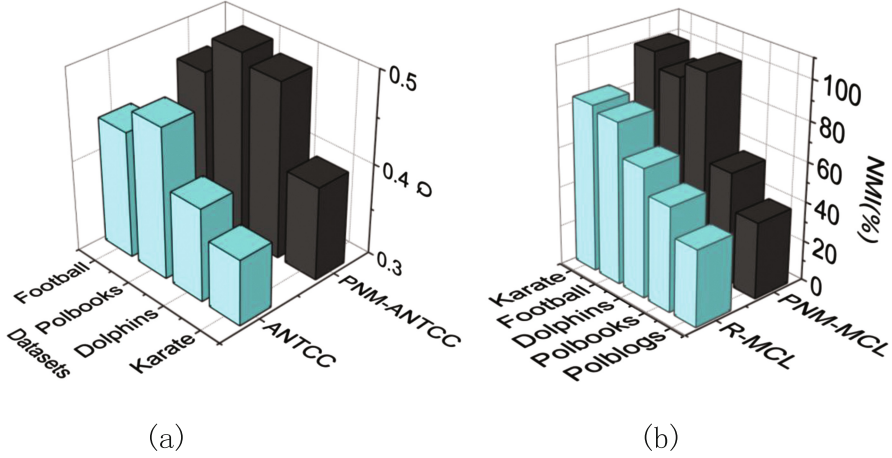 0.5
0.4
0.3
Q
Football
Polbooks
Dolphins
Karate
Datasets
ANTCC
PNM-ANTCC
(a)
100
80
60
40
20
0
NMI(%)
Karate
Football
Dolphins
Polbooks
Polblogs
R-MCL
PNM-MCL
(b)